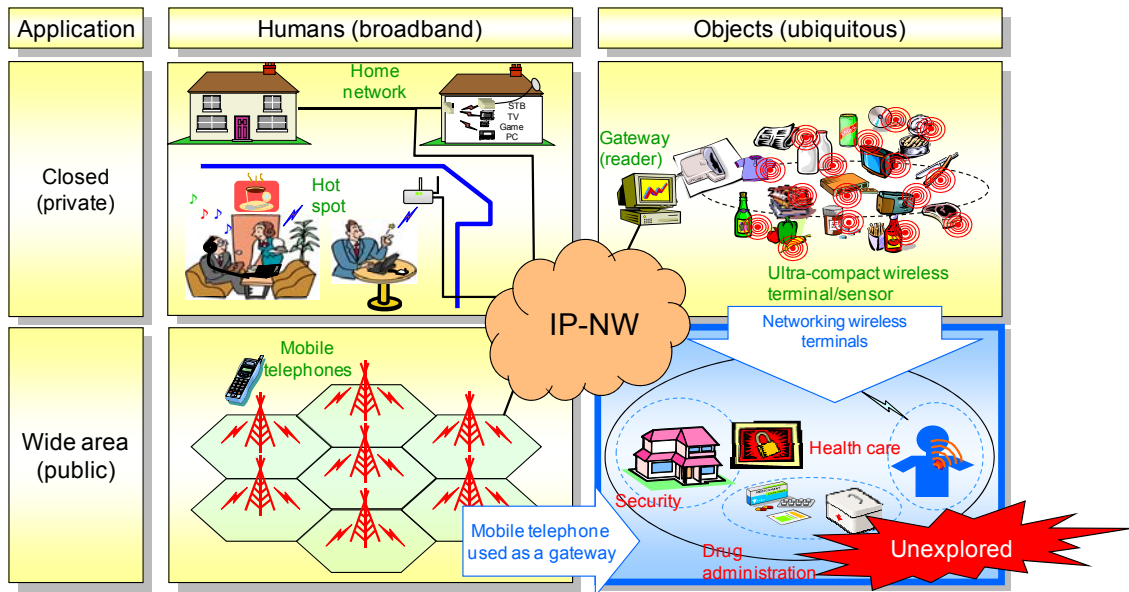 Application
Humans (broadband)
Objects (ubiquitous)
Closed
(private)
Home
network
STB
TV
Game
PC
Hot
spot
Gateway
(reader)
Ultra-compact wireless
terminal/sensor
IP-NW
Networking wireless
terminals
Wide area
(public)
Mobile
telephones
Mobile telephone
used as a gateway
Health care
Security
Drug
administration
Unexplored